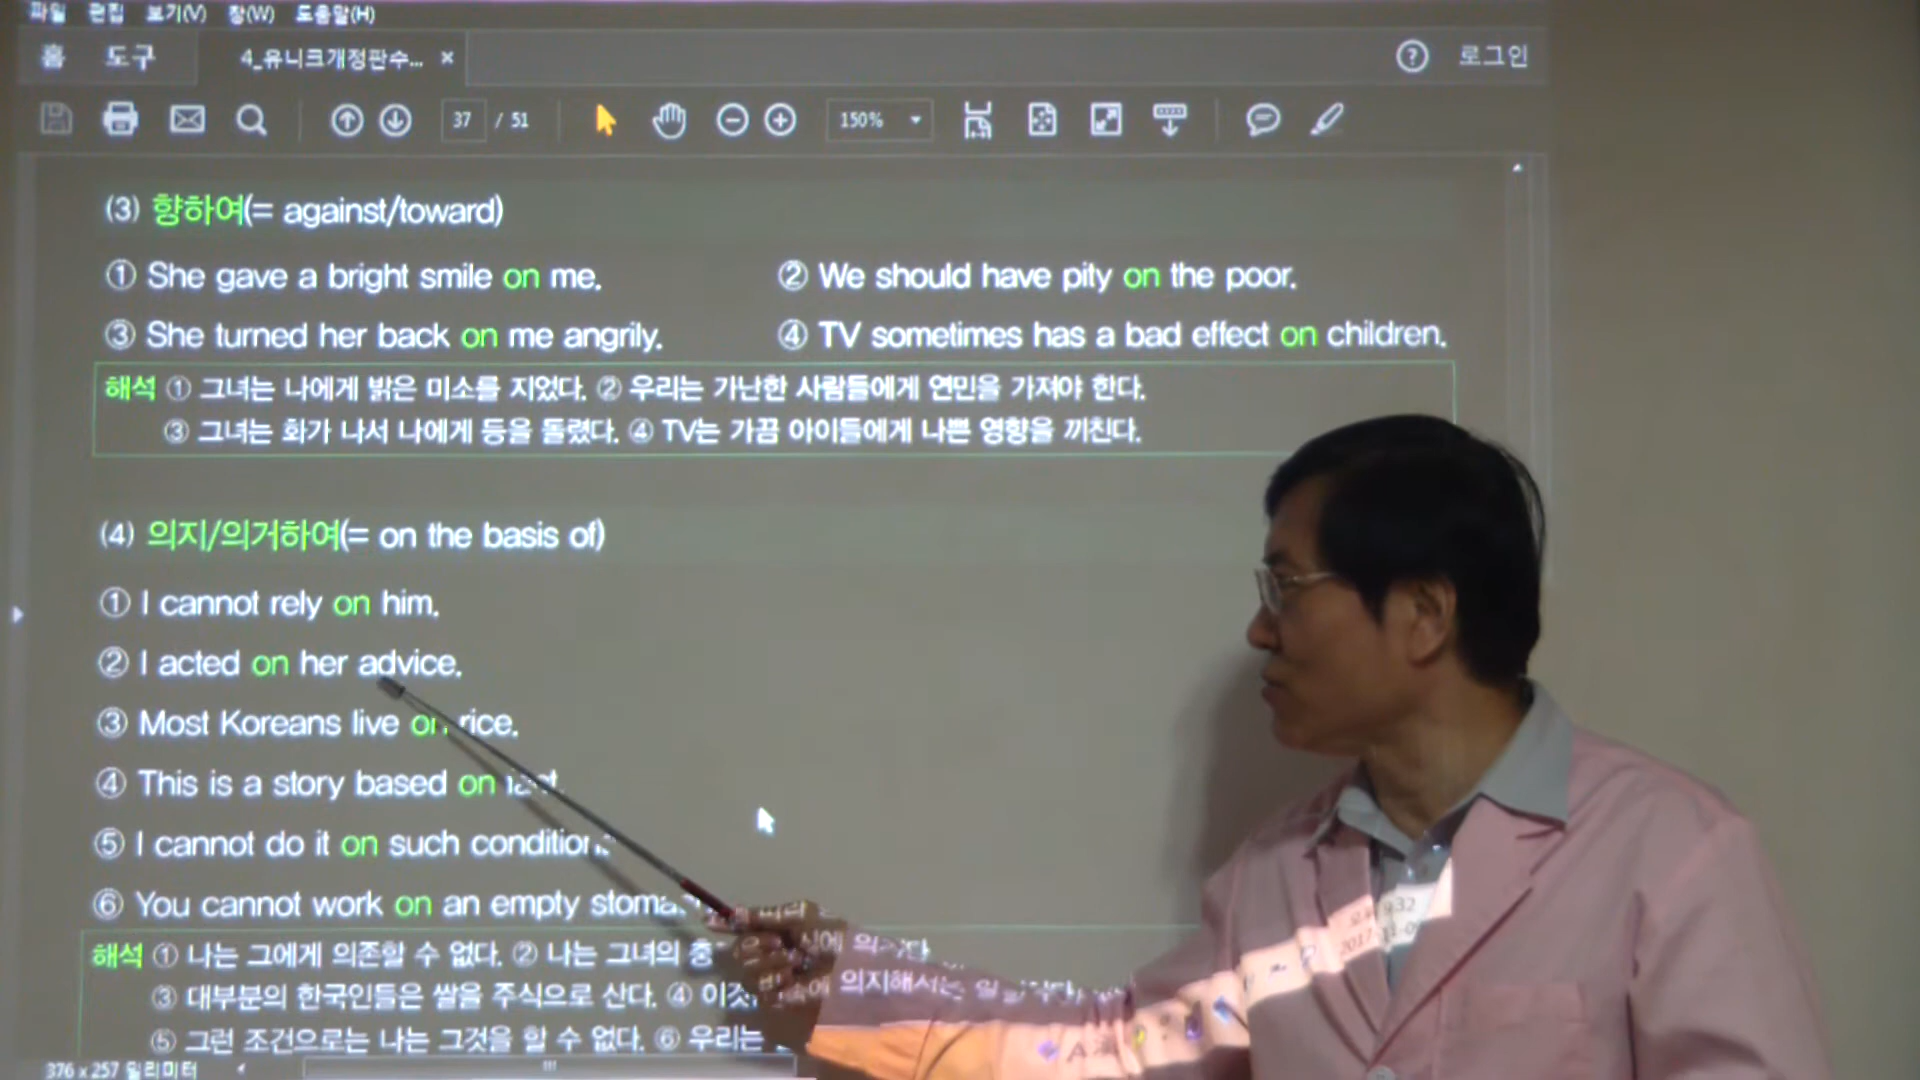 파일 편집 보기(V) 창(W) 도움말(H)
홈 도구 4_유니크개정판수... × ? 로그인
37 / 51 150%
(3) 향하여(= against/toward)
① She gave a bright smile on me. ② We should have pity on the poor.
③ She turned her back on me angrily. ④ TV sometimes has a bad effect on children.
해석 ① 그녀는 나에게 밝은 미소를 지었다. ② 우리는 가난한 사람들에게 연민을 가져야 한다.
③ 그녀는 화가 나서 나에게 등을 돌렸다. ④ TV는 가끔 아이들에게 나쁜 영향을 끼친다.
(4) 의지/의거하여(= on the basis of)
① I cannot rely on him.
② I acted on her advice.
③ Most Koreans live on rice.
④ This is a story based on
⑤ I cannot do it on such
⑥ You cannot work on an empty
해석 ① 나는 그에게 의존할 수 없다. ② 나는 그녀의
③ 대부분의 한국인들은 쌀을 주식으로 산다. ④ 의지해서는
⑤ 그런 조건으로는 나는 그것을 할 수 없다. ⑥ 우리는
376 x 257 밀리미터